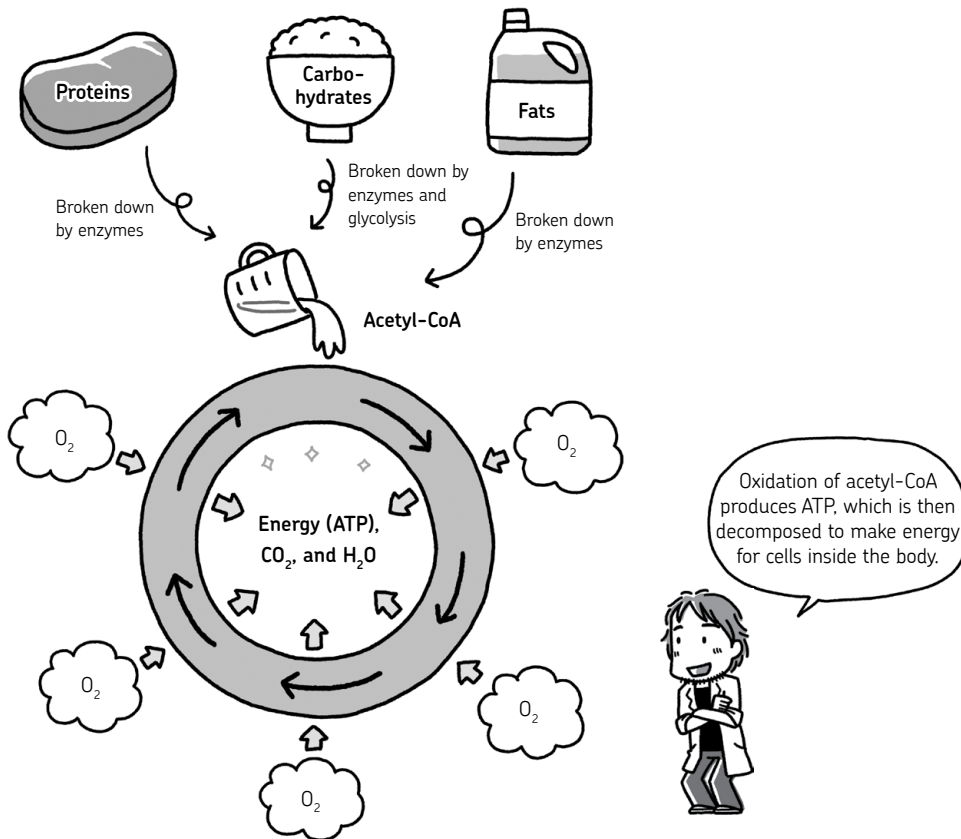 Proteins
Carbo-
hydrates
Fats
Broken down
by enzymes
Broken down by
enzymes and
glycolysis
Broken down
by enzymes
Acetyl-CoA
O₂
O₂
Energy (ATP),
CO₂, and H₂O
Oxidation of acetyl-CoA
produces ATP, which is then
decomposed to make energy
for cells inside the body.
O₂
O₂
O₂